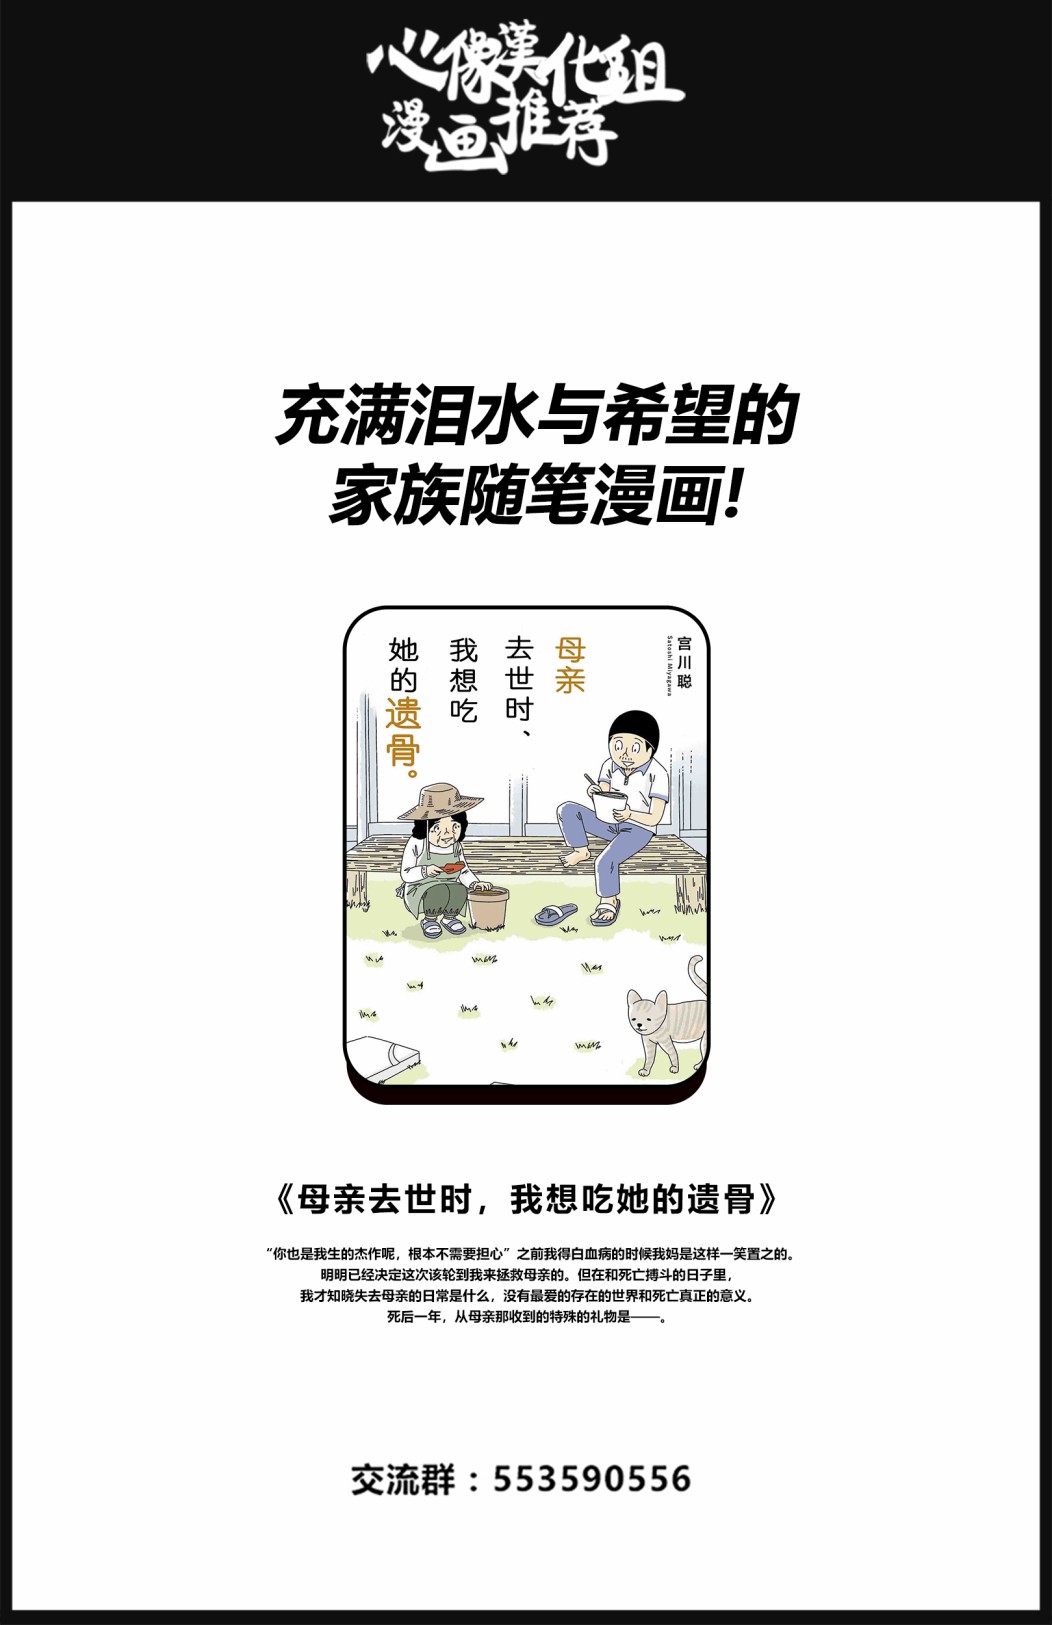 心像漢化组
漫画推荐
充满泪水与希望的
家族随笔漫画!
宫川聪
Satoshi Miyagawa
母亲
去世时、
我想吃
她的遗骨。
《母亲去世时，我想吃她的遗骨》
“你也是我生的杰作呢，根本不需要担心”之前我得白血病的时候我妈是这样一笑置之的。
明明已经决定这次该轮到我来拯救母亲的。但在和死亡搏斗的日子里，
我才知晓失去母亲的日常是什么，没有最爱的存在的世界和死亡真正的意义。
死后一年，从母亲那收到的特殊的礼物是——。
交流群：553590556